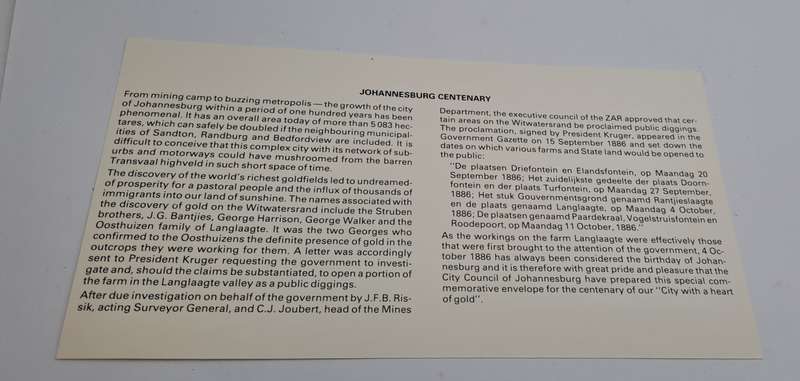 JOHANNESBURG CENTENARY
From mining camp to buzzing metropolis — the growth of the city
of Johannesburg within a period of one hundred years has been
phenomenal. It has an overall area today of more than 5 083 hec-
tares, which can safely be doubled if the neighbouring municipal-
ities of Sandton, Randburg and Bedfordview are included. It is
difficult to conceive that this complex city with its network of sub-
urbs and motorways could have mushroomed from the barren
Transvaal highveld in such short space of time.
The discovery of the world's richest goldfields led to undreamed-
of prosperity for a pastoral people and the influx of thousands of
immigrants into our land of sunshine. The names associated with
the discovery of gold on the Witwatersrand include the Struben
brothers, J.G. Bantjies, George Harrison, George Walker and the
Oosthuizen family of Langlaagte. It was the two Georges who
confirmed to the Oosthuizens the definite presence of gold in the
outcrops they were working for them. A letter was accordingly
sent to President Kruger requesting the government to investi-
gate and, should the claims be substantiated, to open a portion of
the farm in the Langlaagte valley as a public diggings.
After due investigation on behalf of the government by J.F.B. Ris-
sik, acting Surveyor General, and C.J. Joubert, head of the Mines
Department, the executive council of the ZAR approved that cer-
tain areas on the Witwatersrand be proclaimed public diggings.
The proclamation, signed by President Kruger, appeared in the
Government Gazette on 15 September 1886 and set down the
dates on which various farms and State land would be opened to
the public:
"De plaatsen Driefontein en Elandsfontein, op Maandag 20
September 1886; Het zuidelijkste gedeelte der plaats Doorn-
fontein en der plaats Turfontein, op Maandag 27 September,
1886; Het stuk Gouvernementsgrond genaamd Rantjieslaagte
en de plaats genaamd Langlaagte, op Maandag 4 October,
1886; De plaatsen genaamd Paardekraal, Vogelstruisfontein en
Roodepoort, op Maandag 11 October, 1886."
As the workings on the farm Langlaagte were effectively those
that were first brought to the attention of the government, 4 Oc-
tober 1886 has always been considered the birthday of Johan-
nesburg and it is therefore with great pride and pleasure that the
City Council of Johannesburg have prepared this special com-
memorative envelope for the centenary of our "City with a heart
of gold".